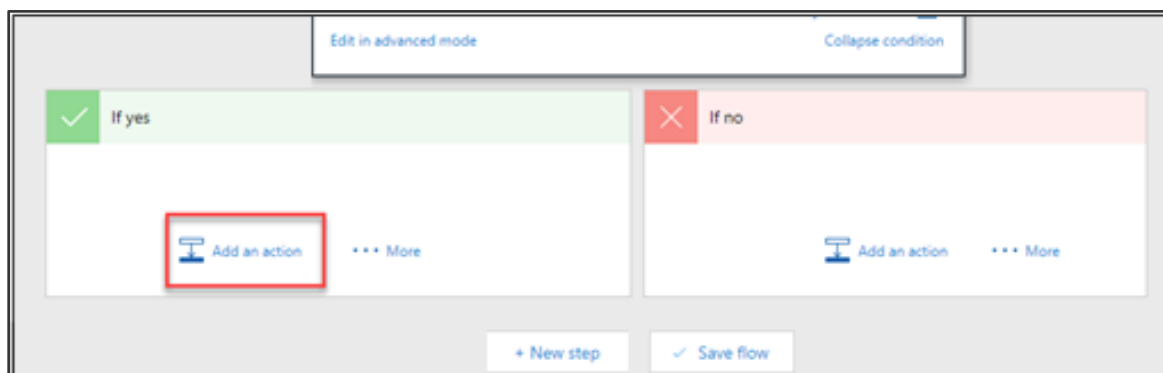 Edit in advanced mode
Collapse condition
If yes
If no
Add an action
••• More
Add an action
••• More
+ New step
Save flow